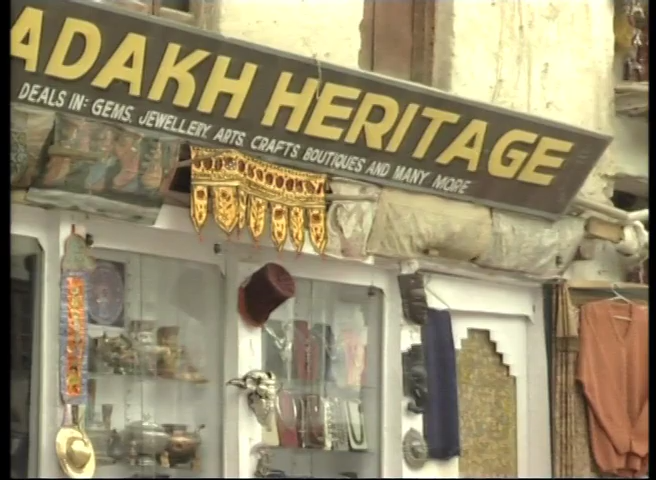 ADAKH HERITAGE
DEALS IN: GEMS, JEWELLERY, ARTS, CRAFTS BOUTIQUES AND MANY MORE